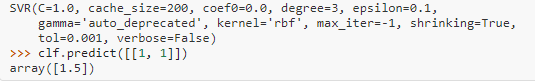 SVR(C=1.0, cache_size=200, coef0=0.0, degree=3, epsilon=0.1,
gamma='auto_deprecated', kernel='rbf', max_iter=-1, shrinking=True,
tol=0.001, verbose=False)
>>> clf.predict([[1, 1]])
array([1.5])